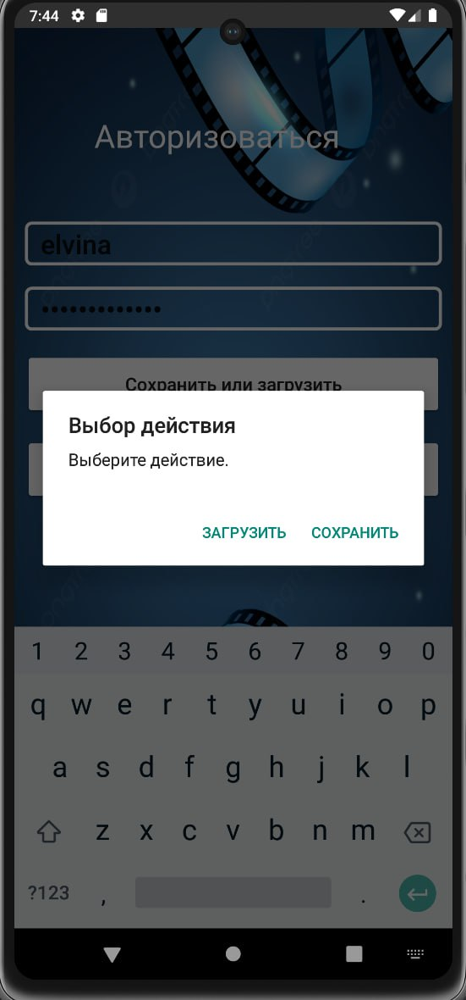 7:44
Авторизоваться
elvina
•••••••••••••
Сохранить или загрузить
Выбор действия
Выберите действие.
ЗАГРУЗИТЬ СОХРАНИТЬ
1 2 3 4 5 6 7 8 9 0
q w e r t y u i o p
a s d f g h j k l
z x c v b n m
?123 , .